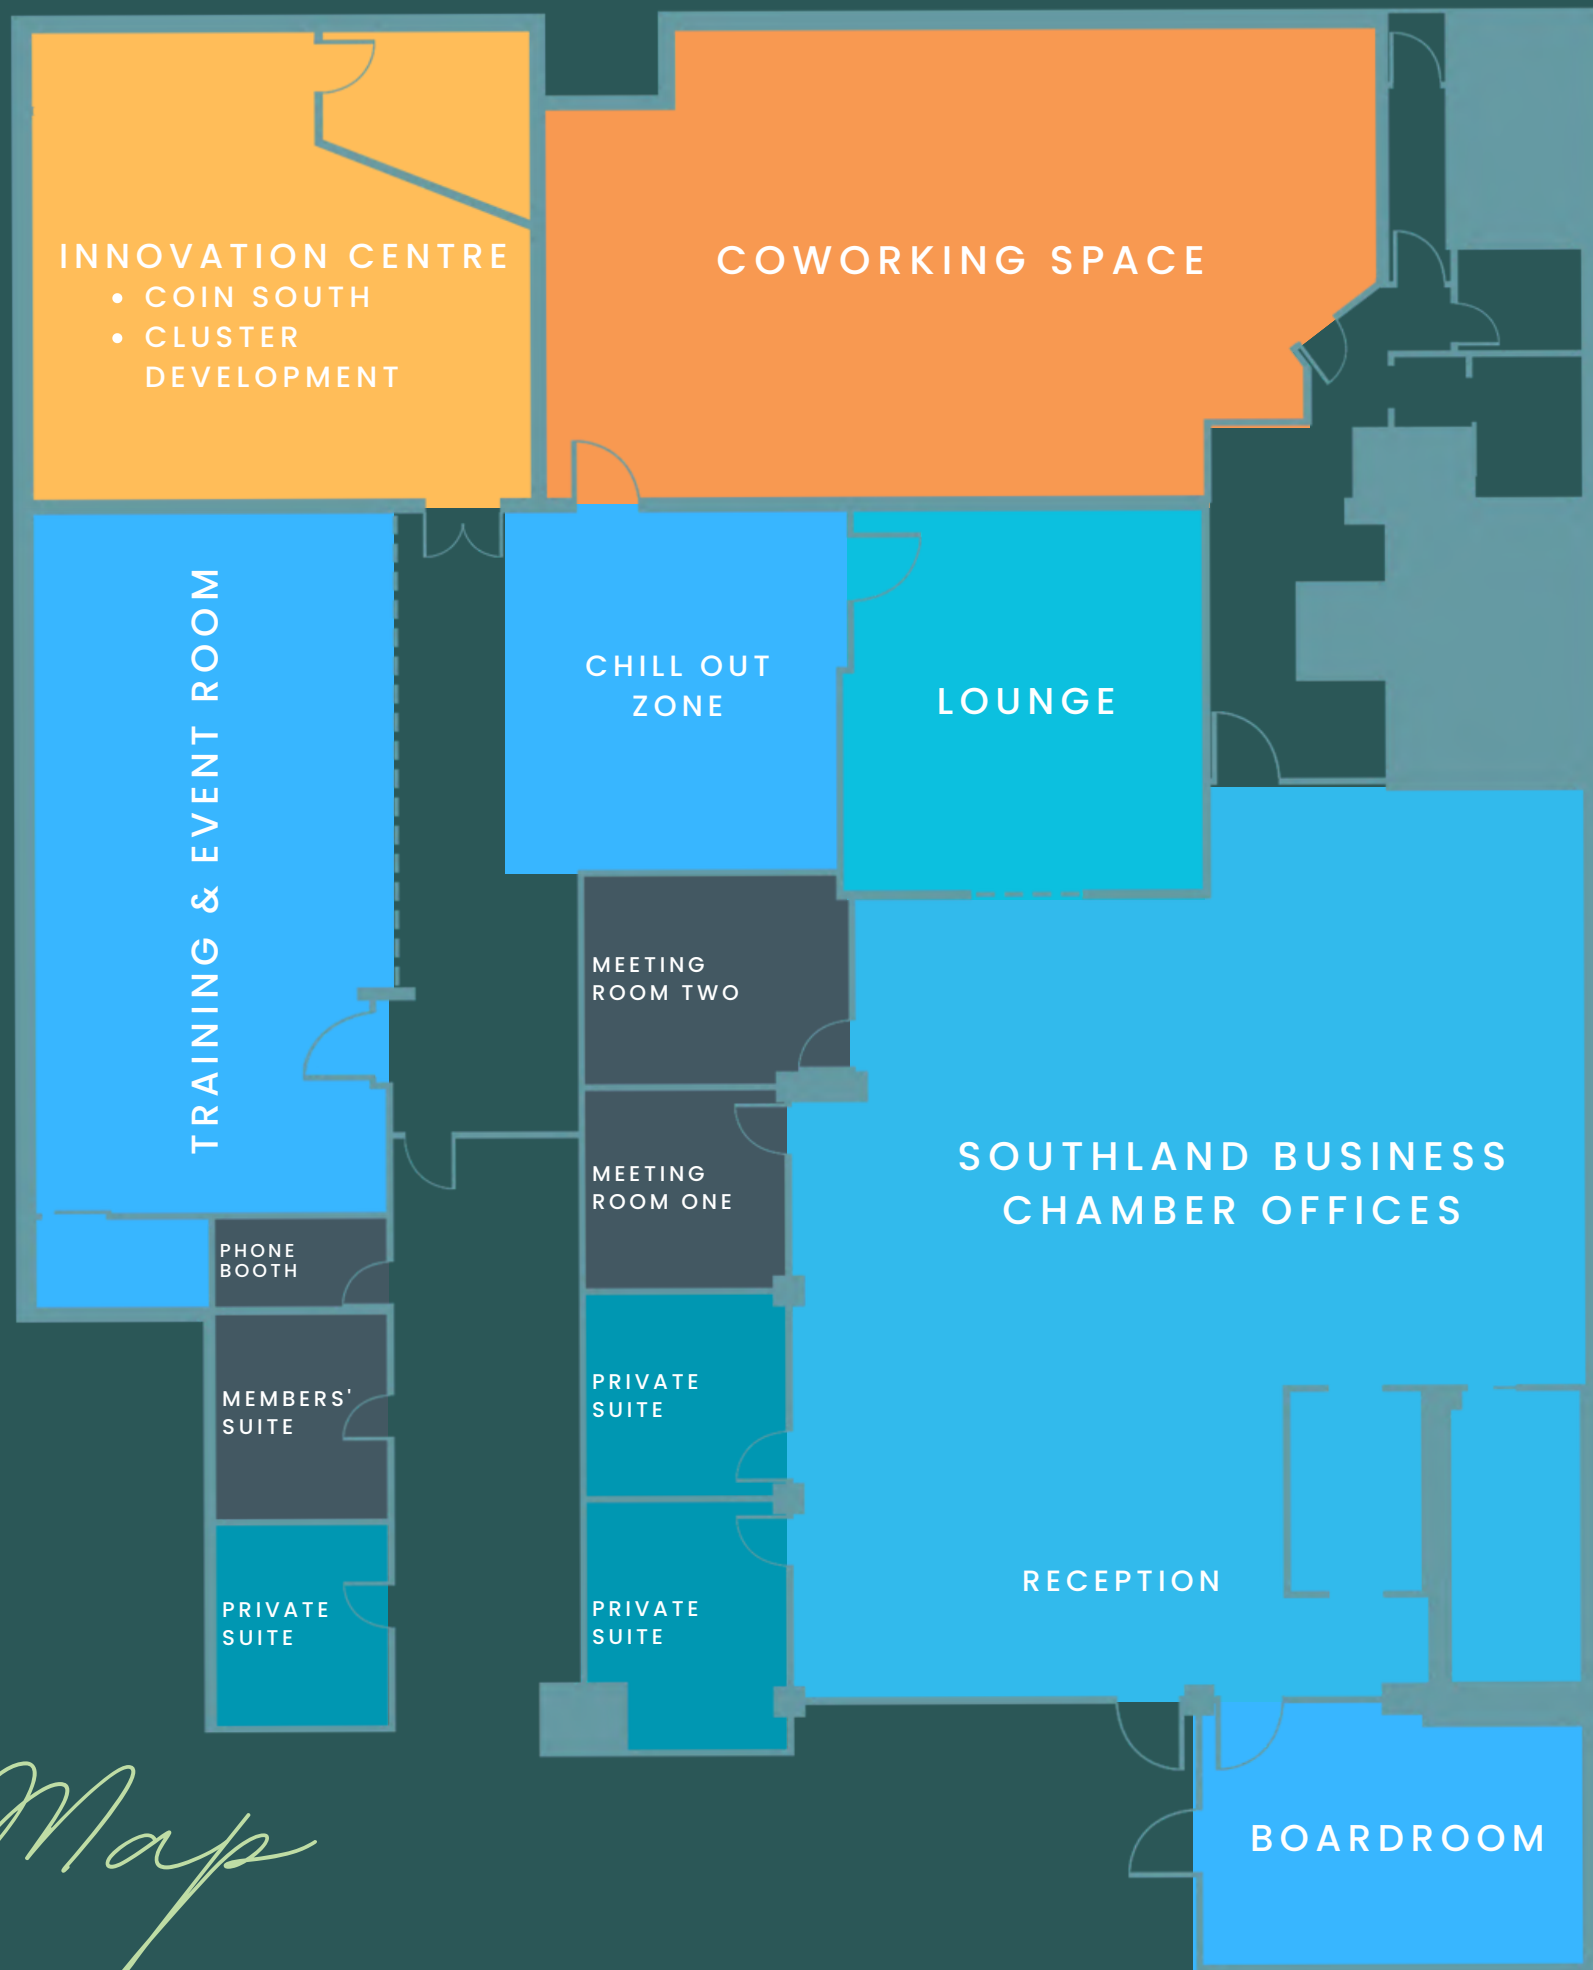 INNOVATION CENTRE
• COIN SOUTH
• CLUSTER
DEVELOPMENT
COWORKING SPACE
TRAINING & EVENT ROOM
CHILL OUT
ZONE
LOUNGE
MEETING
ROOM TWO
MEETING
ROOM ONE
SOUTHLAND BUSINESS
CHAMBER OFFICES
PHONE
BOOTH
MEMBERS'
SUITE
PRIVATE
SUITE
PRIVATE
SUITE
PRIVATE
SUITE
RECEPTION
BOARDROOM
Map